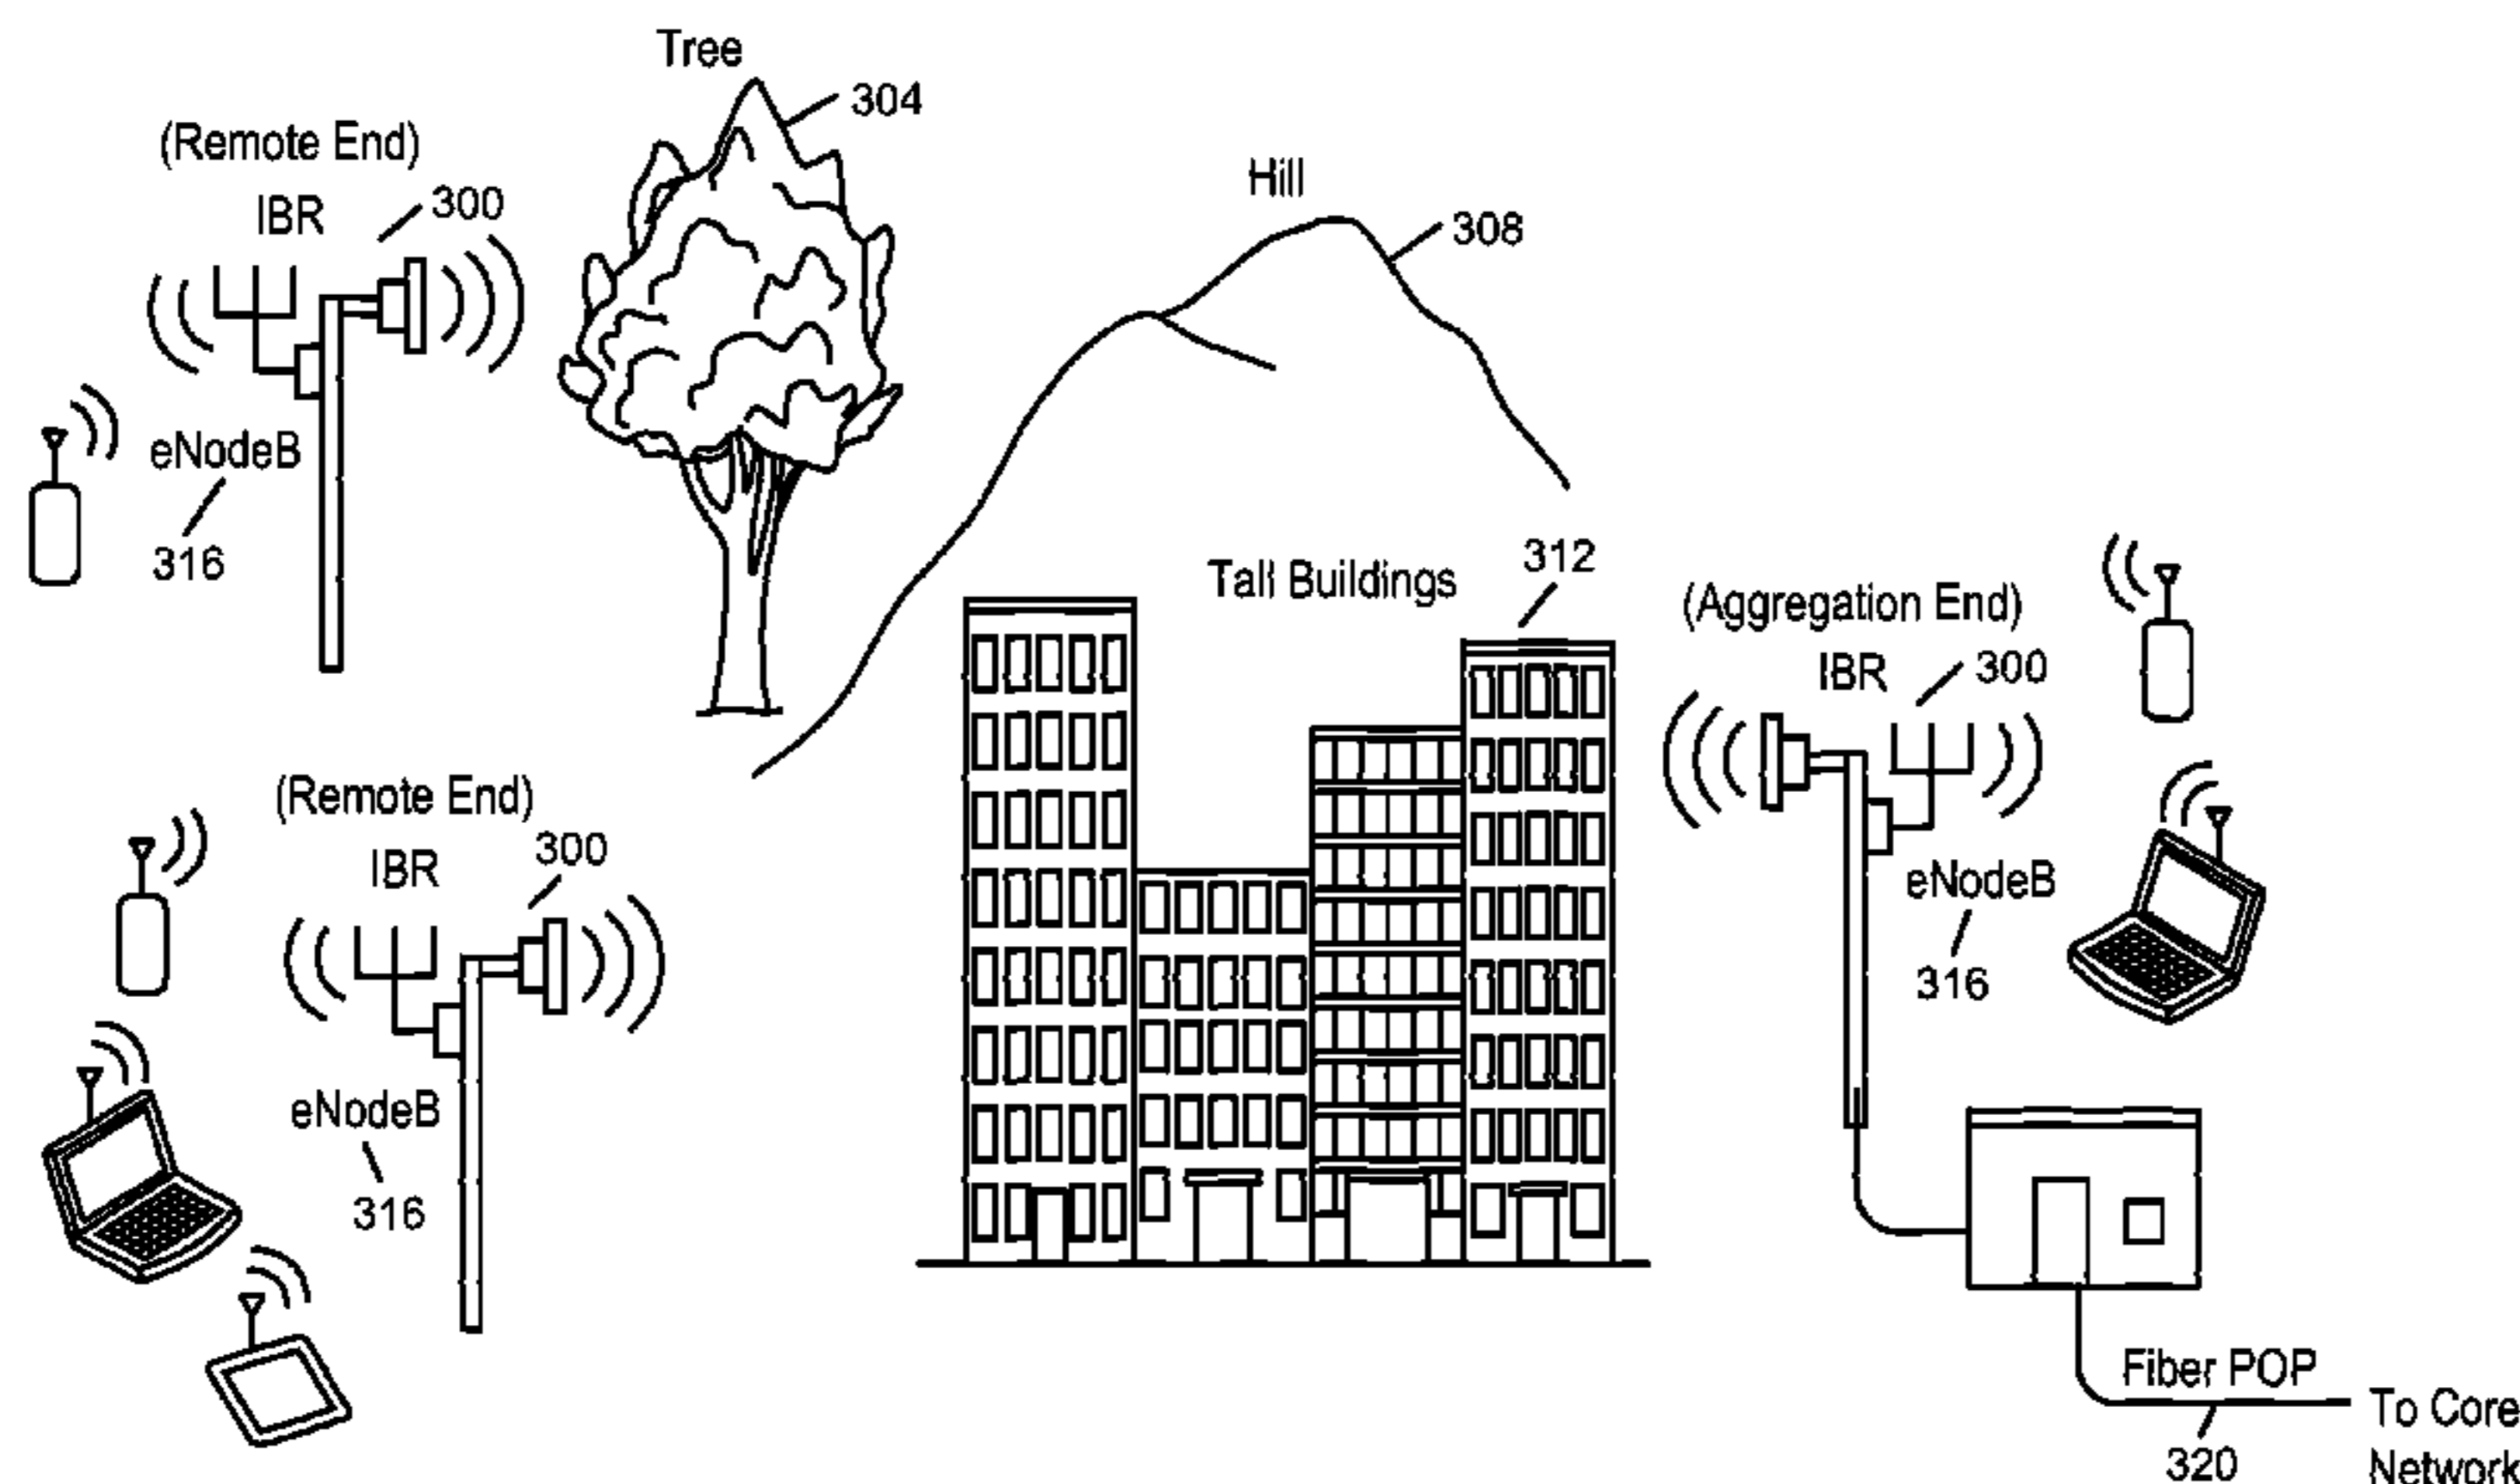 Tree
304
(Remote End)
IBR
300
Hill
308
eNodeB
316
Tall Buildings
312
(Aggregation End)
IBR
300
(Remote End)
IBR
300
eNodeB
316
eNodeB
316
Fiber POP
320
To Core
Network